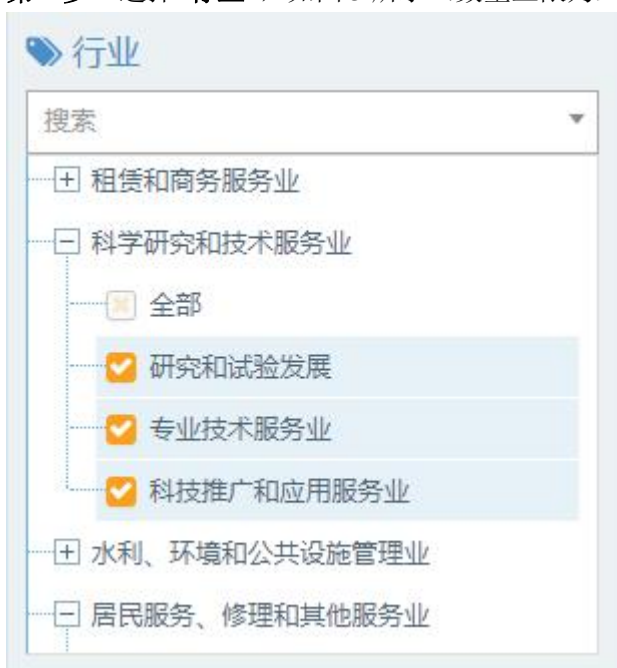 行业
搜索
租赁和商务服务业
科学研究和技术服务业
全部
研究和试验发展
专业技术服务业
科技推广和应用服务业
水利、环境和公共设施管理业
居民服务、修理和其他服务业